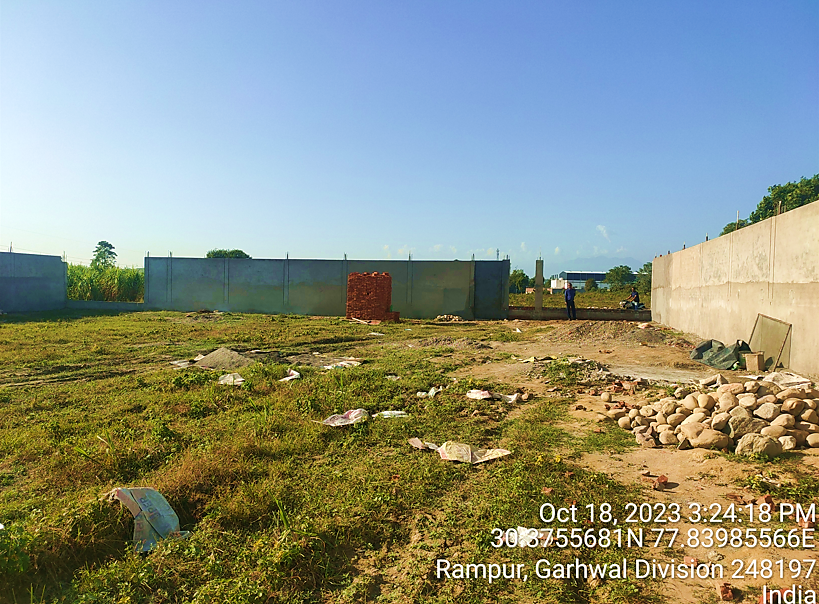 Oct 18, 2023 3:24:18 PM
30.3755681N 77.83985566E
Rampur, Garhwal Division 248197
India